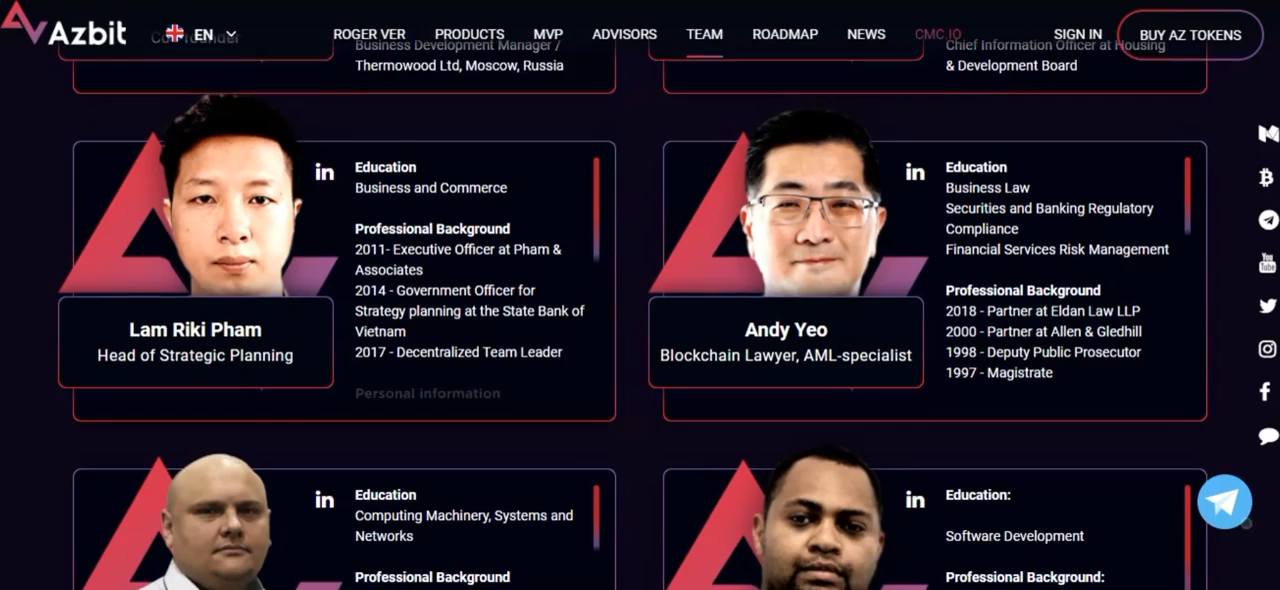 Azbit
EN
ROGER VER
PRODUCTS
MVP
ADVISORS
TEAM
ROADMAP
NEWS
CMC IO
SIGN IN
BUY AZ TOKENS
Business Development Manager /
Thermowood Ltd, Moscow, Russia
Chief Information Officer at Housing
& Development Board
in
Education
Business and Commerce
Professional Background
2011- Executive Officer at Pham &
Associates
2014 - Government Officer for
Strategy planning at the State Bank of
Vietnam
2017 - Decentralized Team Leader
Personal information
Lam Riki Pham
Head of Strategic Planning
in
Education
Business Law
Securities and Banking Regulatory
Compliance
Financial Services Risk Management
Professional Background
2018 - Partner at Eldan Law LLP
2000 - Partner at Allen & Gledhill
1998 - Deputy Public Prosecutor
1997 - Magistrate
Andy Yeo
Blockchain Lawyer, AML-specialist
You
Tube
in
Education
Computing Machinery, Systems and
Networks
Professional Background
in
Education:
Software Development
Professional Background: